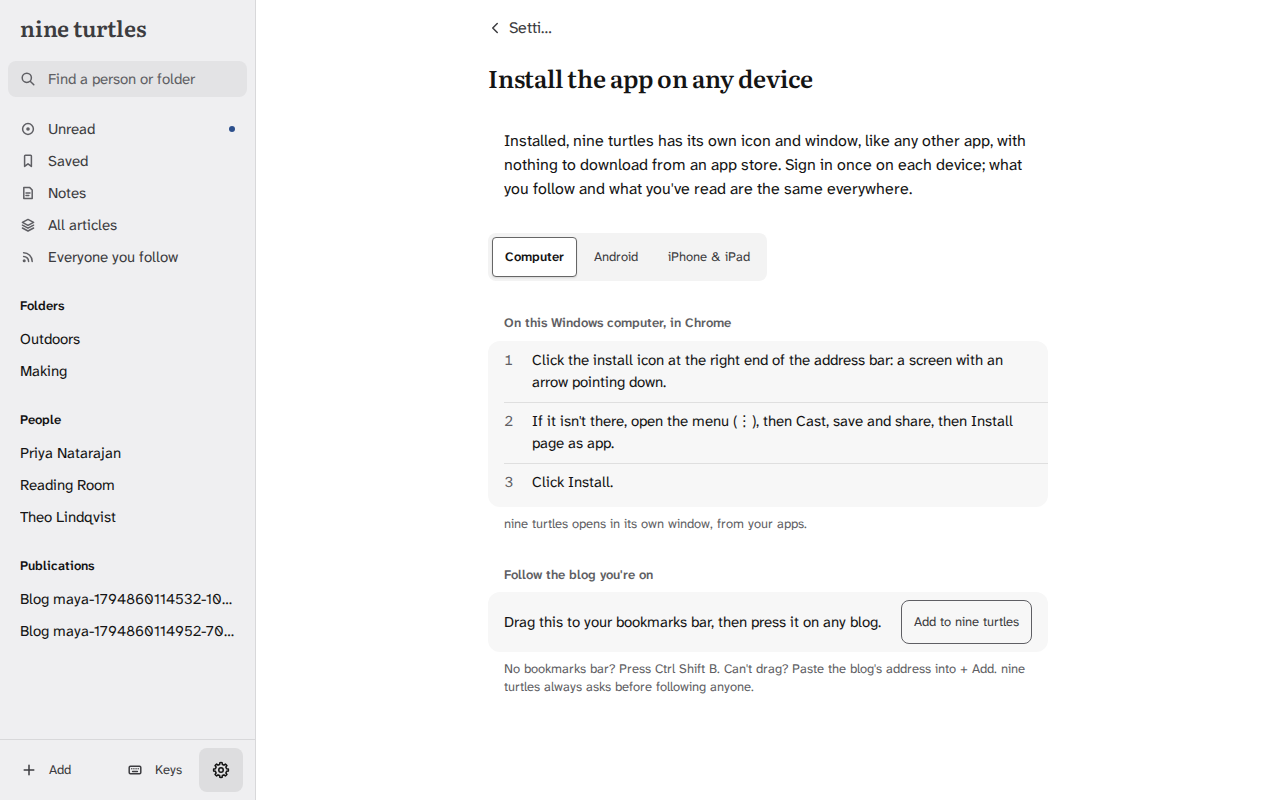 nine turtles
Find a person or folder
Unread
Saved
Notes
All articles
Everyone you follow
Folders
Outdoors
Making
People
Priya Natarajan
Reading Room
Theo Lindqvist
Publications
Blog maya-1794860114532-10...
Blog maya-1794860114952-70...
Add
Keys
Setti...
Install the app on any device
Installed, nine turtles has its own icon and window, like any other app, with
nothing to download from an app store. Sign in once on each device; what
you follow and what you've read are the same everywhere.
Computer
Android
iPhone & iPad
On this Windows computer, in Chrome
1 Click the install icon at the right end of the address bar: a screen with an
arrow pointing down.
2 If it isn't there, open the menu (⋮), then Cast, save and share, then Install
page as app.
3 Click Install.
nine turtles opens in its own window, from your apps.
Follow the blog you're on
Drag this to your bookmarks bar, then press it on any blog.
Add to nine turtles
No bookmarks bar? Press Ctrl Shift B. Can't drag? Paste the blog's address into + Add. nine
turtles always asks before following anyone.